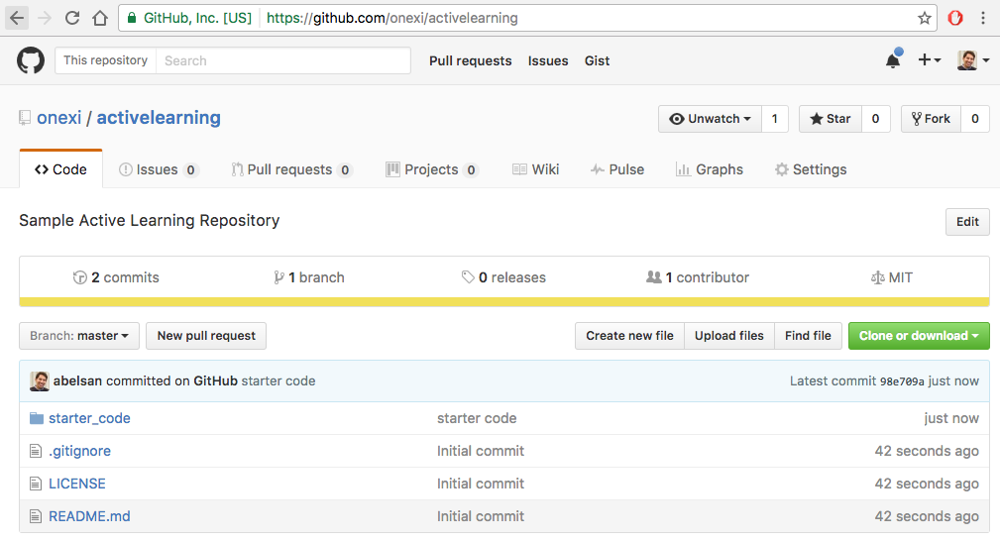 GitHub, Inc. [US] https://github.com/onexi/activelearning
This repository Search Pull requests Issues Gist
onexi / activelearning Unwatch 1 Star 0 Fork 0
Code Issues 0 Pull requests 0 Projects 0 Wiki Pulse Graphs Settings
Sample Active Learning Repository Edit
2 commits 1 branch 0 releases 1 contributor MIT
Branch: master New pull request Create new file Upload files Find file Clone or download
abelsan committed on GitHub starter code Latest commit 98e709a just now
starter_code starter code just now
.gitignore Initial commit 42 seconds ago
LICENSE Initial commit 42 seconds ago
README.md Initial commit 42 seconds ago